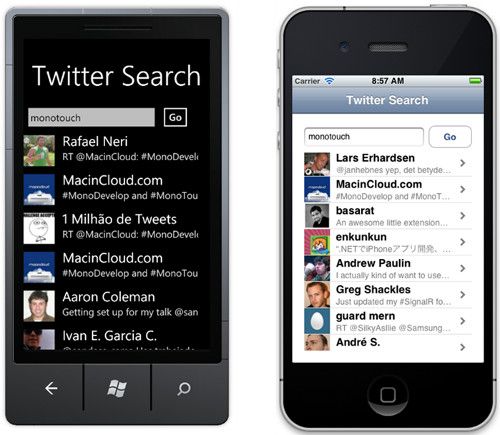 Twitter Search
monotouch
Go
Rafael Neri
RT @MacinCloud: #MonoDevelo
MacinCloud.com
#MonoDevelop and #MonoTou
1 Milhão de Tweets
RT @MacinCloud: #MonoDevelo
MacinCloud.com
#MonoDevelop and #MonoTou
Aaron Coleman
Getting set up for my talk @san
Ivan E. Garcia C.
Carrier
8:57 AM
Twitter Search
monotouch
Go
Lars Erhardsen
@janhebnes yep, det betyde...
MacinCloud.com
#MonoDevelop and #MonoT...
basarat
An awesome little extension...
enkunkun
".NETでiPhoneアプリ開発、...
Andrew Paulin
I actually kind of want to use...
Greg Shackles
Just updated my #SignalR fo...
guard mern
RT @SilkyAsllie @Samsung...
André S.